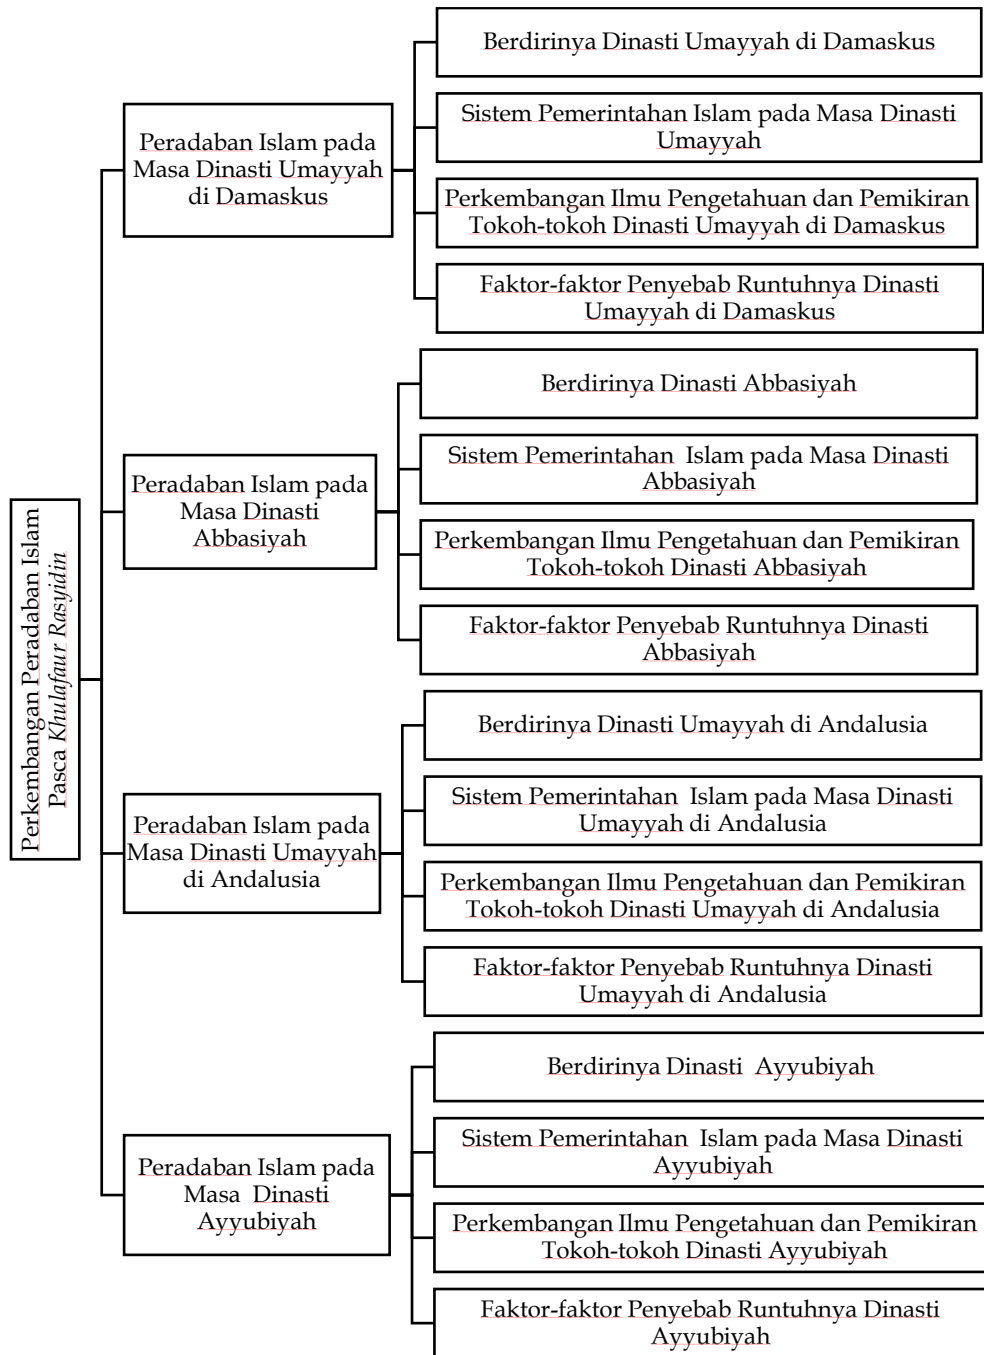 Perkembangan Peradaban Islam
Pasca Khulafaur Rasyidin
Peradaban Islam pada
Masa Dinasti Umayyah
di Damaskus
Berdirinya Dinasti Umayyah di Damaskus
Sistem Pemerintahan Islam pada Masa Dinasti
Umayyah
Perkembangan Ilmu Pengetahuan dan Pemikiran
Tokoh-tokoh Dinasti Umayyah di Damaskus
Faktor-faktor Penyebab Runtuhnya Dinasti
Umayyah di Damaskus
Peradaban Islam pada
Masa Dinasti
Abbasiyah
Berdirinya Dinasti Abbasiyah
Sistem Pemerintahan Islam pada Masa Dinasti
Abbasiyah
Perkembangan Ilmu Pengetahuan dan Pemikiran
Tokoh-tokoh Dinasti Abbasiyah
Faktor-faktor Penyebab Runtuhnya Dinasti
Abbasiyah
Peradaban Islam pada
Masa Dinasti Umayyah
di Andalusia
Berdirinya Dinasti Umayyah di Andalusia
Sistem Pemerintahan Islam pada Masa Dinasti
Umayyah di Andalusia
Perkembangan Ilmu Pengetahuan dan Pemikiran
Tokoh-tokoh Dinasti Umayyah di Andalusia
Faktor-faktor Penyebab Runtuhnya Dinasti
Umayyah di Andalusia
Peradaban Islam pada
Masa Dinasti
Ayyubiyah
Berdirinya Dinasti Ayyubiyah
Sistem Pemerintahan Islam pada Masa Dinasti
Ayyubiyah
Perkembangan Ilmu Pengetahuan dan Pemikiran
Tokoh-tokoh Dinasti Ayyubiyah
Faktor-faktor Penyebab Runtuhnya Dinasti
Ayyubiyah